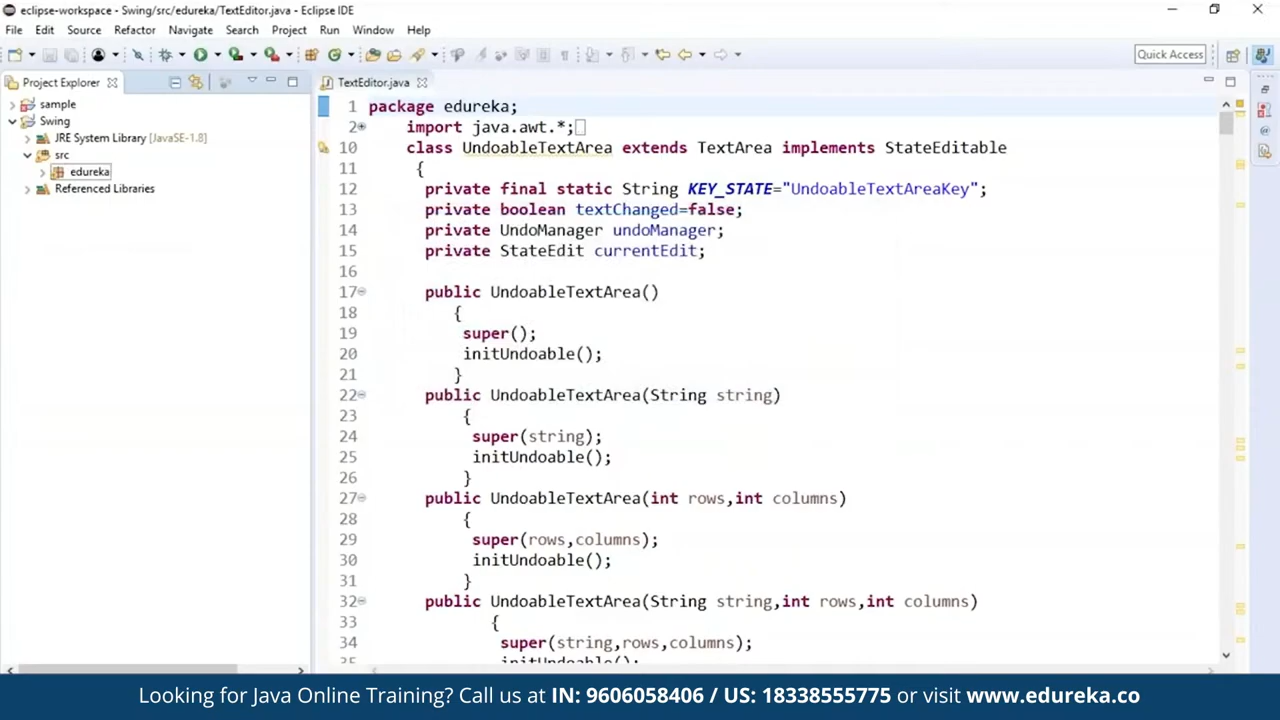 eclipse-workspace - Swing/src/edureka/TextEditor.java - Eclipse IDE
File Edit Source Refactor Navigate Search Project Run Window Help
Quick Access
Project Explorer
sample
Swing
JRE System Library [JavaSE-1.8]
src
edureka
Referenced Libraries
TextEditor.java
1 package edureka;
2 import java.awt.*;
10 class UndoableTextArea extends TextArea implements StateEditable
11 {
12 private final static String KEY_STATE="UndoableTextAreaKey";
13 private boolean textChanged=false;
14 private UndoManager undoManager;
15 private StateEdit currentEdit;
16
17 public UndoableTextArea()
18 {
19 super();
20 initUndoable();
21 }
22 public UndoableTextArea(String string)
23 {
24 super(string);
25 initUndoable();
26 }
27 public UndoableTextArea(int rows,int columns)
28 {
29 super(rows,columns);
30 initUndoable();
31 }
32 public UndoableTextArea(String string,int rows,int columns)
33 {
34 super(string,rows,columns);
35 initUndoable();
Looking for Java Online Training? Call us at IN: 9606058406 / US: 18338555775 or visit www.edureka.co